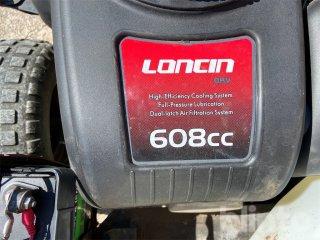 LONCIN
OHV
High-Efficiency Cooling System
Full-Pressure Lubrication
Dual-latch Air Filtration System
608cc